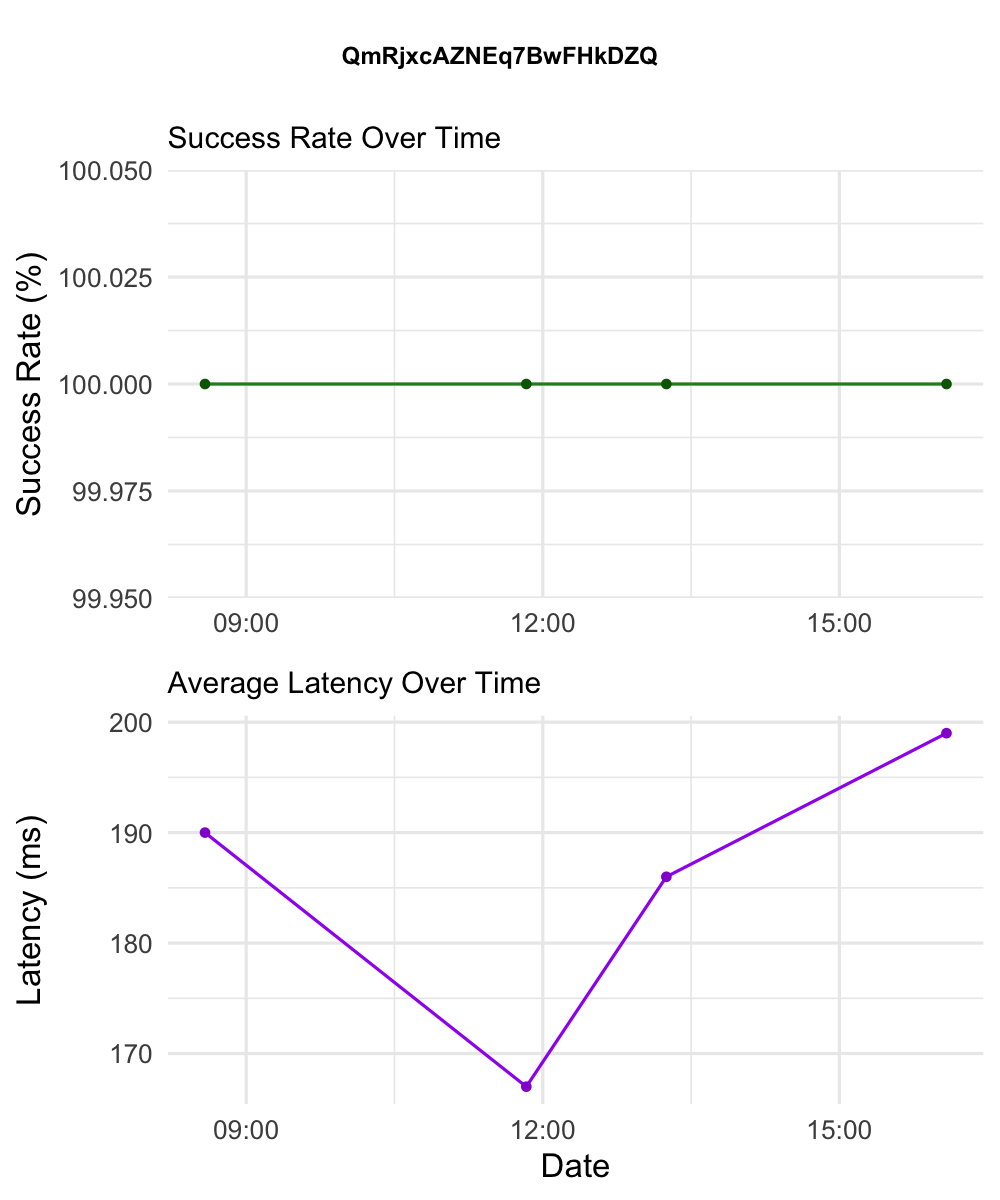 QmRjxcAZNEq7BwFHkDZQ
Success Rate Over Time
Success Rate (%)
100.050
100.025
100.000
99.975
99.950
09:00 12:00 15:00
Average Latency Over Time
Latency (ms)
200
190
180
170
09:00 12:00 15:00
Date